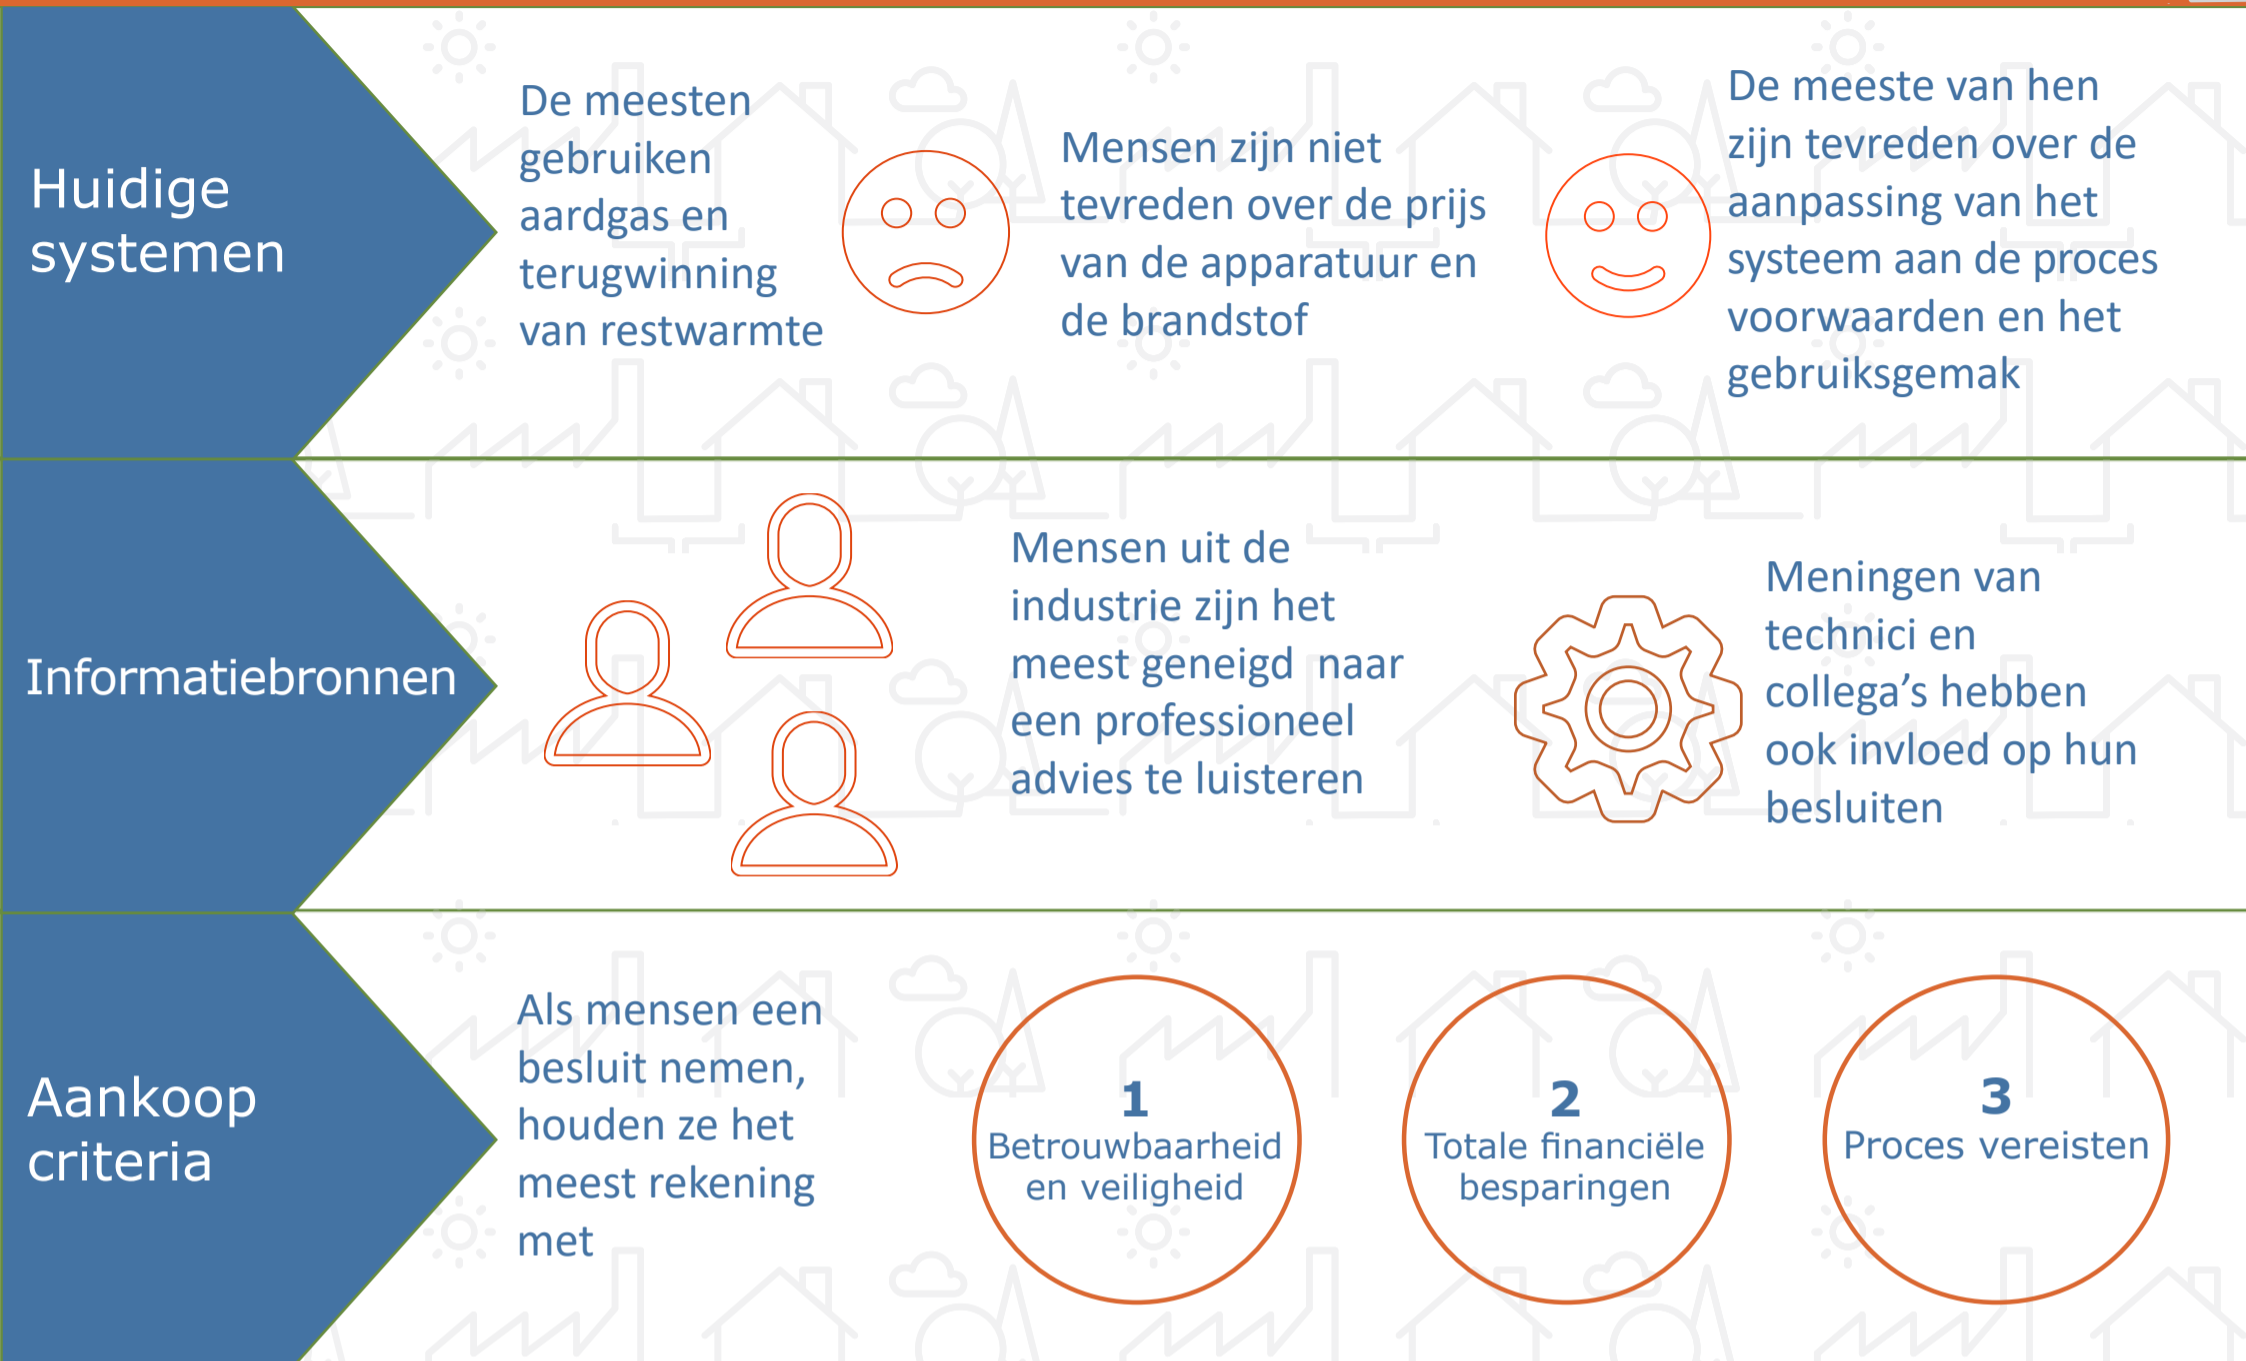 Huidige
systemen
De meesten
gebruiken
aardgas en
terugwinning
van restwarmte
Mensen zijn niet
tevreden over de prijs
van de apparatuur en
de brandstof
De meeste van hen
zijn tevreden over de
aanpassing van het
systeem aan de proces
voorwaarden en het
gebruiksgemak
Informatiebronnen
Mensen uit de
industrie zijn het
meest geneigd  naar
een professioneel
advies te luisteren
Meningen van
technici en
collega’s hebben
ook invloed op hun
besluiten
Aankoop
criteria
Als mensen een
besluit nemen,
houden ze het
meest rekening
met
1
Betrouwbaarheid
en veiligheid
2
Totale financiële
besparingen
3
Proces vereisten